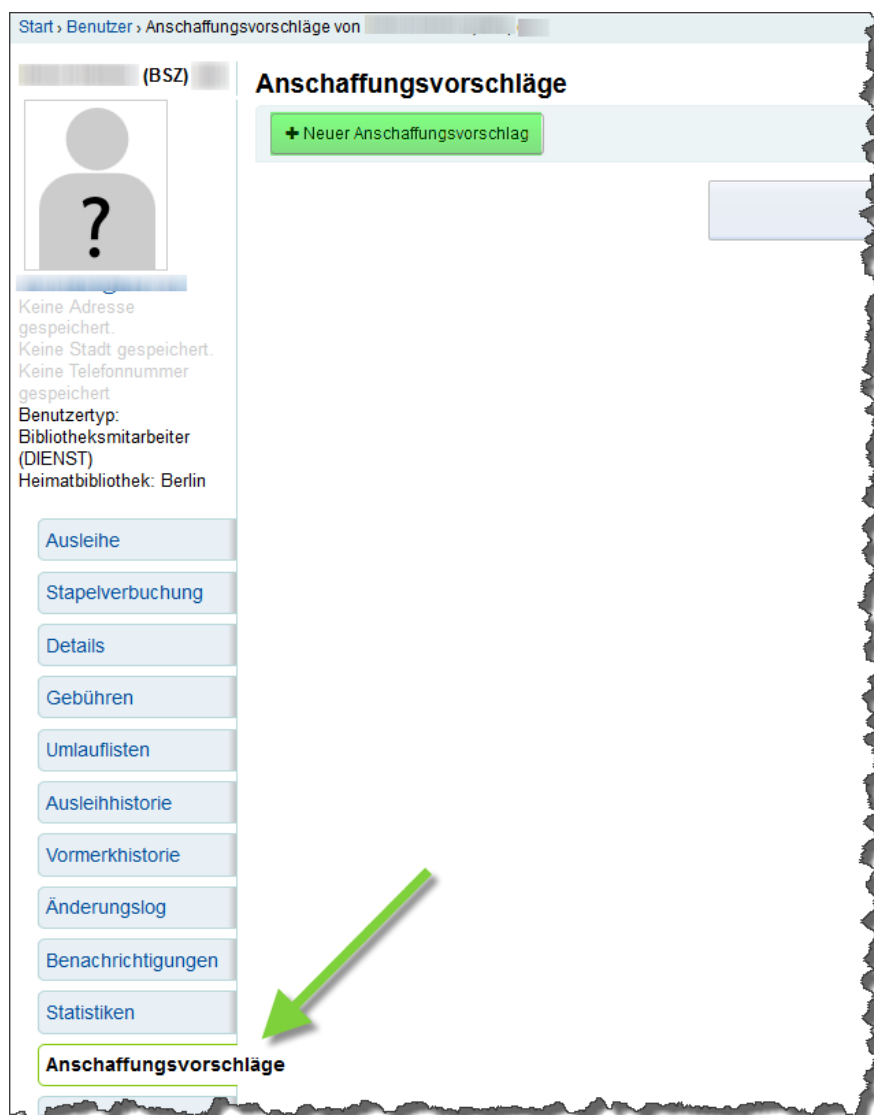 Start › Benutzer › Anschaffungsvorschläge von
(BSZ)
Anschaffungsvorschläge
+ Neuer Anschaffungsvorschlag
?
Keine Adresse
gespeichert.
Keine Stadt gespeichert.
Keine Telefonnummer
gespeichert
Benutzertyp:
Bibliotheksmitarbeiter
(DIENST)
Heimatbibliothek: Berlin
Ausleihe
Stapelverbuchung
Details
Gebühren
Umlauflisten
Ausleihhistorie
Vormerkhistorie
Änderungslog
Benachrichtigungen
Statistiken
Anschaffungsvorschläge